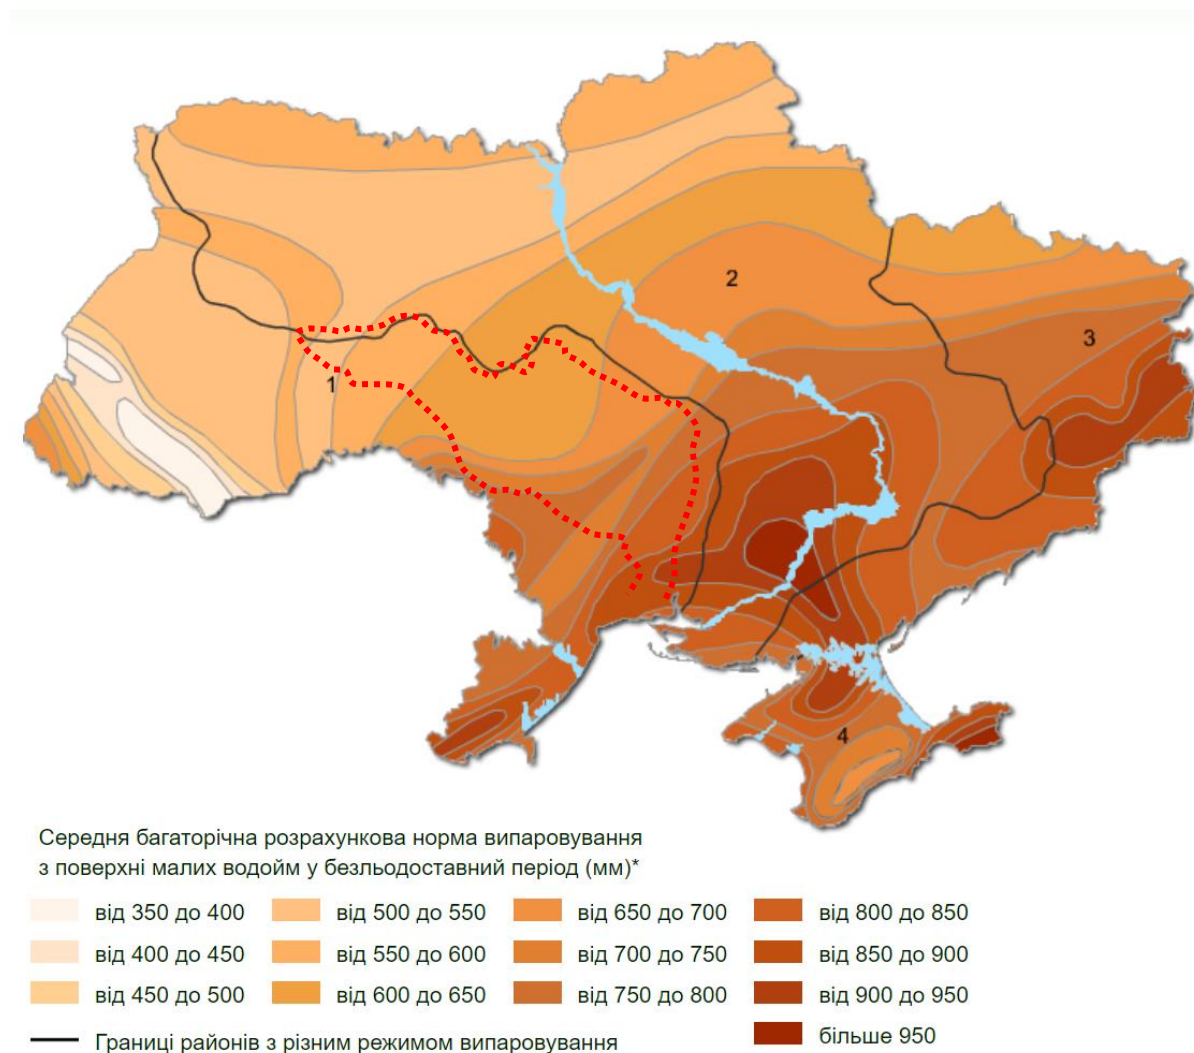 2
3
1
4
Середня багаторічна розрахункова норма випаровування
з поверхні малих водойм у безльодоставний період (мм)*
від 350 до 400
від 500 до 550
від 650 до 700
від 800 до 850
від 400 до 450
від 550 до 600
від 700 до 750
від 850 до 900
від 450 до 500
від 600 до 650
від 750 до 800
від 900 до 950
більше 950
Границі районів з різним режимом випаровування